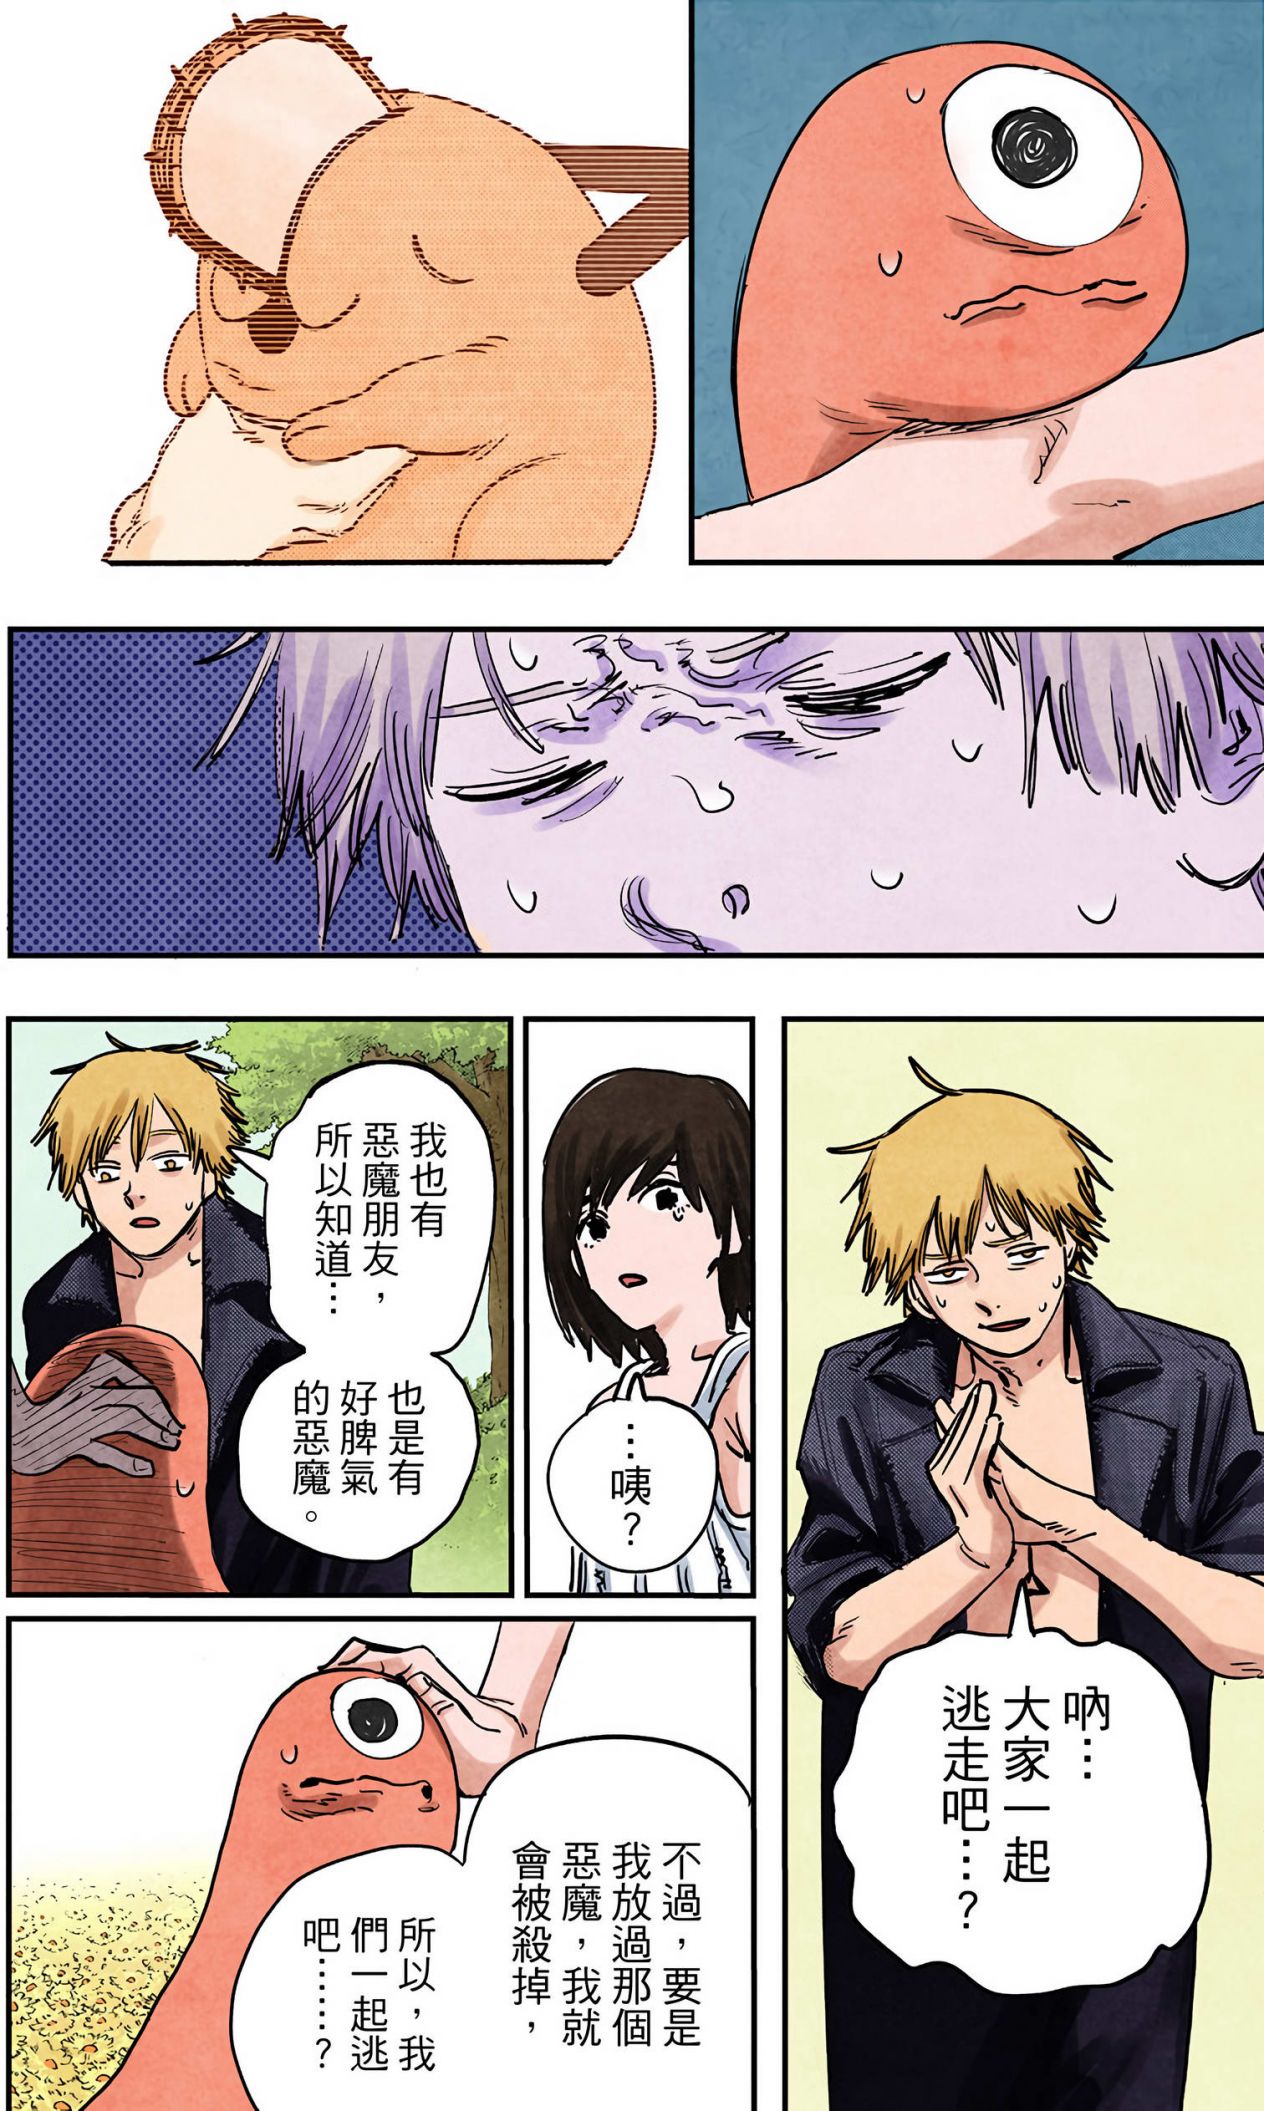 吶…
大家一起
逃走吧…？
…咦？
我也有
惡魔朋友，
所以知道…
也是有
好脾氣
的惡魔。
不過，要是
我放過那個
惡魔，我就
會被殺掉，
所以，我
們一起逃
吧……？